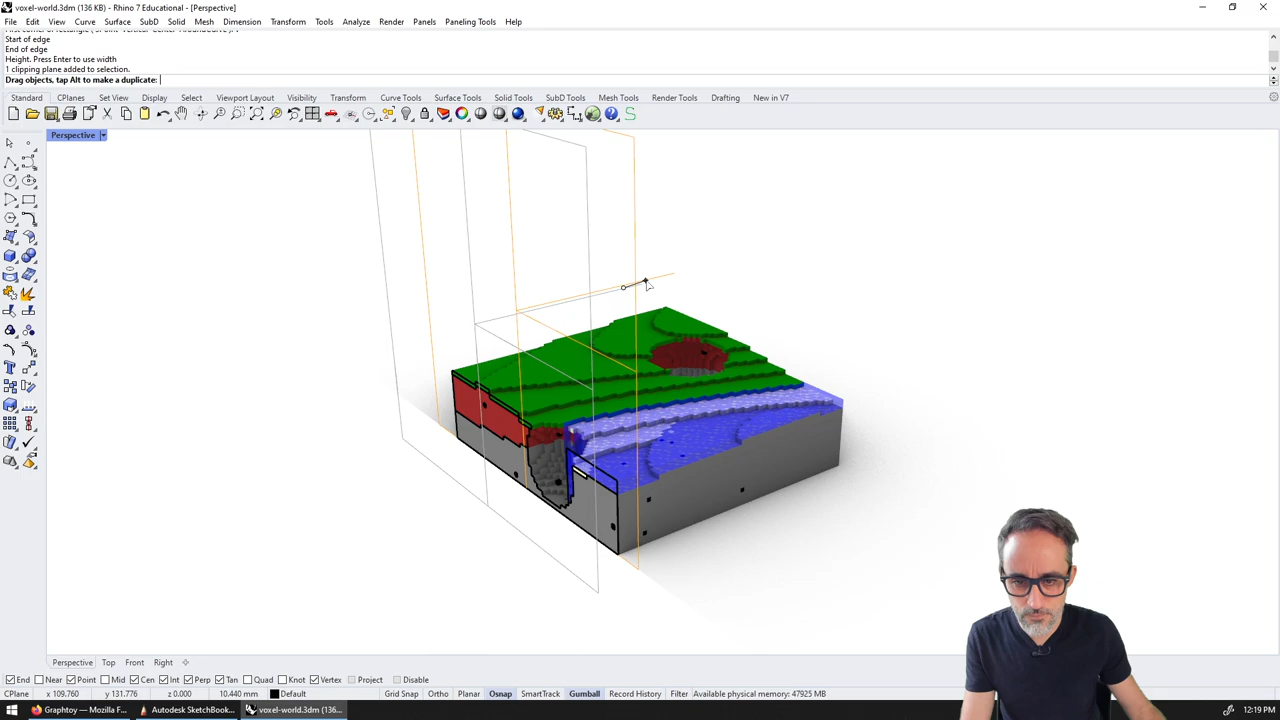 voxel-world.3dm (136 KB) - Rhino 7 Educational - [Perspective]
File Edit View Curve Surface SubD Solid Mesh Dimension Transform Tools Analyze Render Panels Paneling Tools Help
Start of edge
End of edge
Height. Press Enter to use width
1 clipping plane added to selection.
Drag objects, tap Alt to make a duplicate:
Standard CPlanes Set View Display Select Viewport Layout Visibility Transform Curve Tools Surface Tools Solid Tools SubD Tools Mesh Tools Render Tools Drafting New in V7
Perspective
Perspective Top Front Right
End Near Point Mid Cen Int Perp Tan Quad Knot Vertex Project Disable
CPlane x 109.760 y 131.776 z 0.000 10.440 mm Default Grid Snap Ortho Planar Osnap SmartTrack Gumball Record History Filter Available physical memory: 47925 MB
Graphtoy — Mozilla F... Autodesk SketchBook voxel-world.3dm (136... 12:19 PM